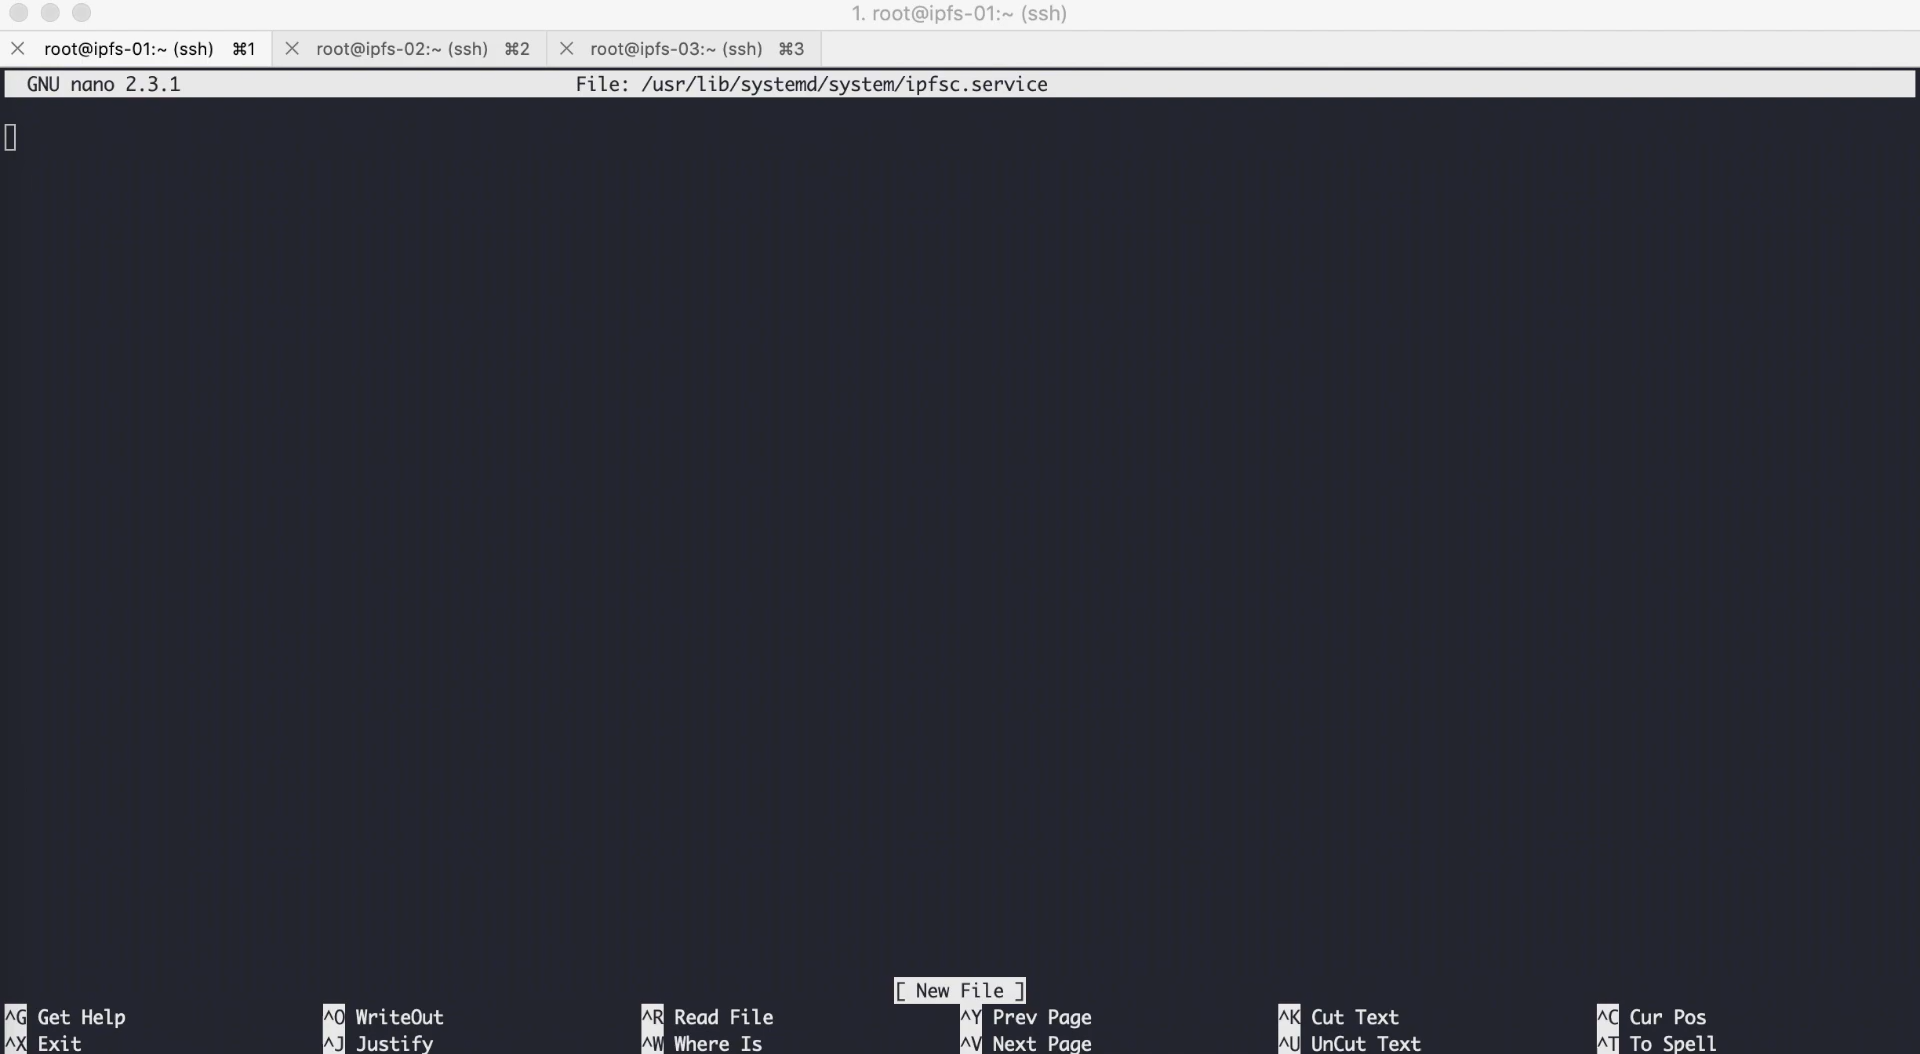 1. root@ipfs-01:~ (ssh)
root@ipfs-01:~ (ssh) ⌘1 root@ipfs-02:~ (ssh) ⌘2 root@ipfs-03:~ (ssh) ⌘3
GNU nano 2.3.1 File: /usr/lib/systemd/system/ipfsc.service
[ New File ]
^G Get Help ^O WriteOut ^R Read File ^Y Prev Page ^K Cut Text ^C Cur Pos
^X Exit ^J Justify ^W Where Is ^V Next Page ^U UnCut Text ^T To Spell